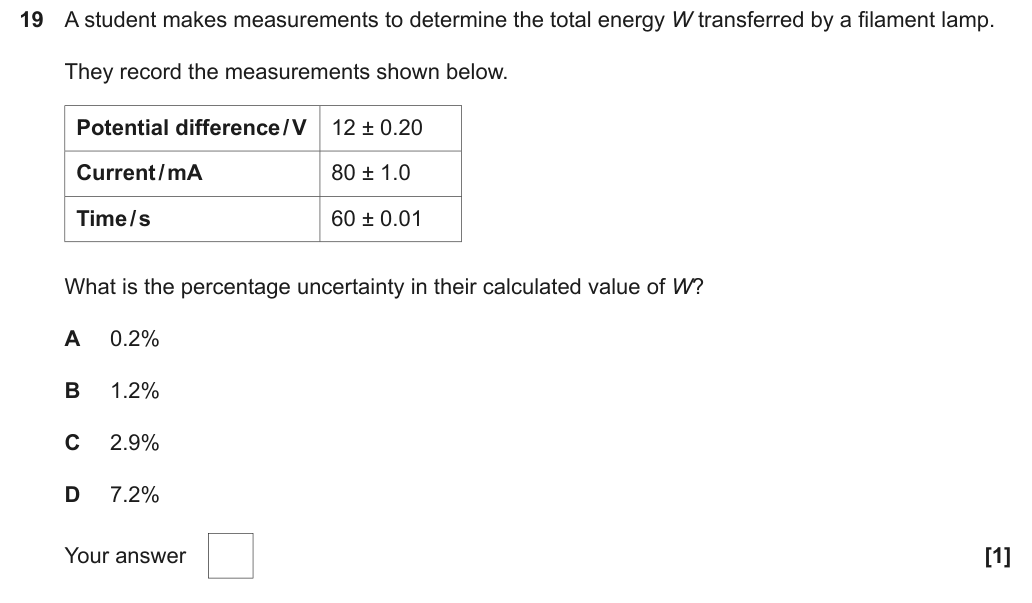 19 A student makes measurements to determine the total energy W transferred by a filament lamp.
They record the measurements shown below.
Potential difference/V 12 ± 0.20
Current/mA 80 ± 1.0
Time/s 60 ± 0.01
What is the percentage uncertainty in their calculated value of W?
A 0.2%
B 1.2%
C 2.9%
D 7.2%
Your answer [1]